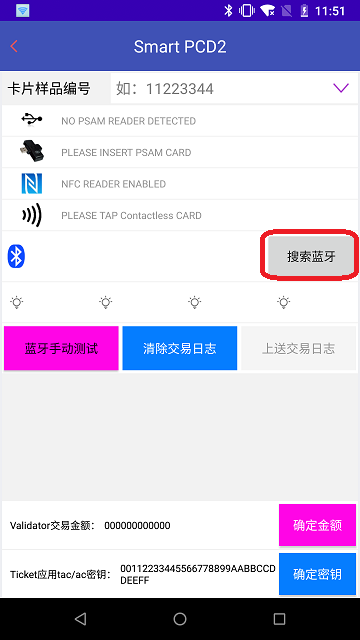 11:51
Smart PCD2
卡片样品编号 如：11223344
NO PSAM READER DETECTED
PLEASE INSERT PSAM CARD
NFC READER ENABLED
PLEASE TAP Contactless CARD
搜索蓝牙
蓝牙手动测试 清除交易日志 上送交易日志
Validator交易金额： 000000000000 确定金额
Ticket应用tac/ac密钥： 00112233445566778899AABBCCD
DEEFF 确定密钥